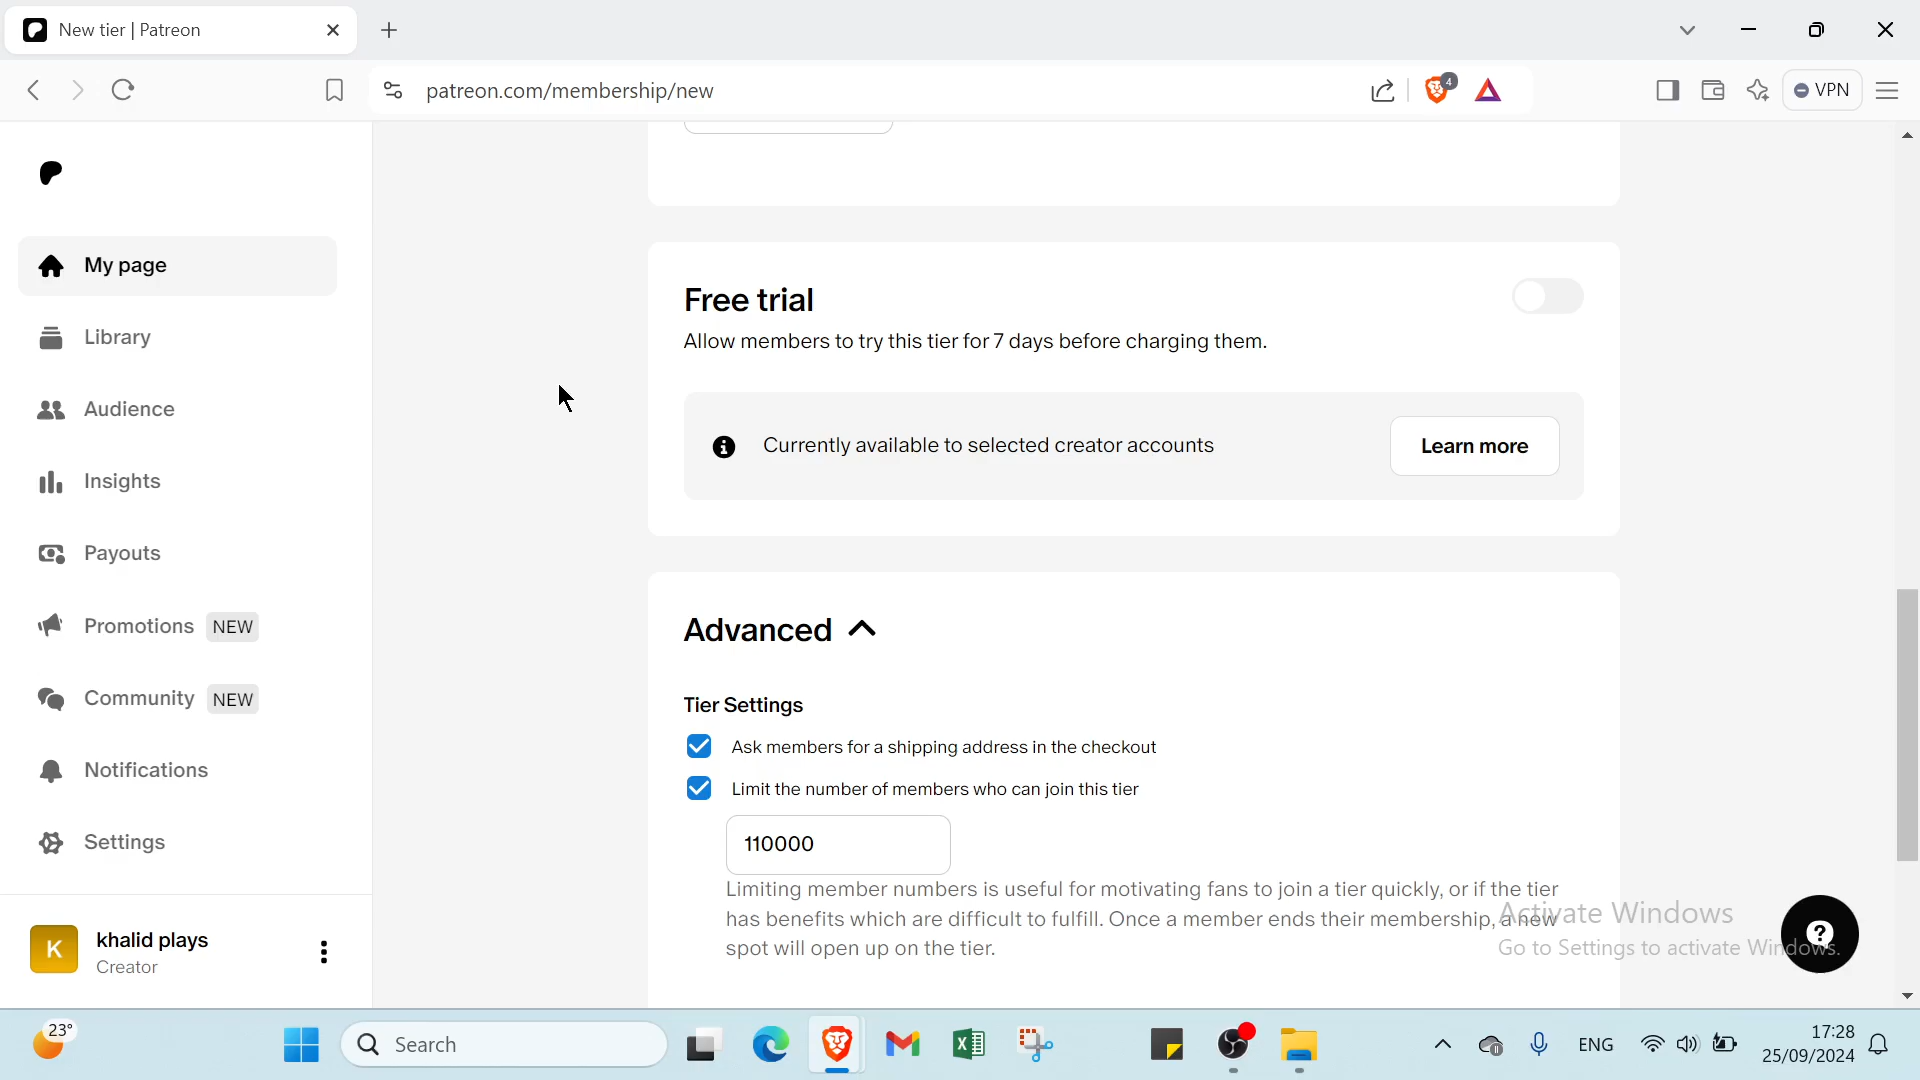 New tier | Patreon
patreon.com/membership/new
4
VPN
My page
Library
Audience
Insights
Payouts
Promotions NEW
Community NEW
Notifications
Settings
K
khalid plays
Creator
Free trial
Allow members to try this tier for 7 days before charging them.
Currently available to selected creator accounts
Learn more
Advanced
Tier Settings
Ask members for a shipping address in the checkout
Limit the number of members who can join this tier
110000
Limiting member numbers is useful for motivating fans to join a tier quickly, or if the tier
has benefits which are difficult to fulfill. Once a member ends their membership, a new
spot will open up on the tier.
Activate Windows
Go to Settings to activate Windows.
23°
Search
ENG
17:28
25/09/2024